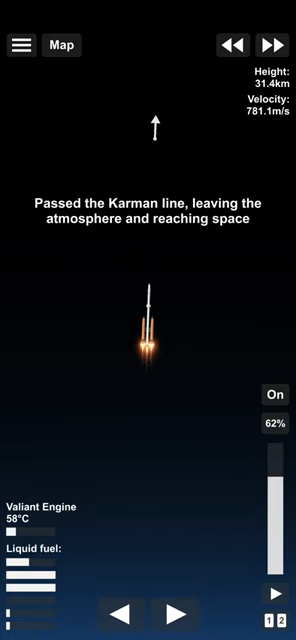 Map
Height:
31.4km
Velocity:
781.1m/s
Passed the Karman line, leaving the
atmosphere and reaching space
On
62%
Valiant Engine
58°C
Liquid fuel:
1 2